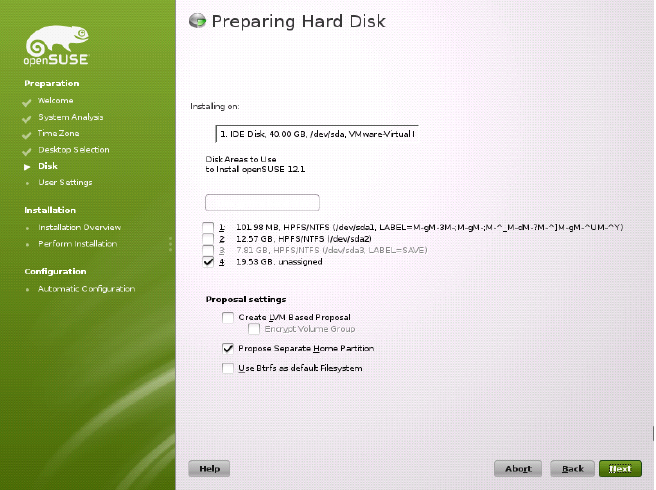 openSUSE
Preparing Hard Disk
Preparation
Welcome
System Analysis
Time Zone
Desktop Selection
Disk
User Settings
Installation
Installation Overview
Perform Installation
Configuration
Automatic Configuration
Installing on:
1. IDE Disk, 40.00 GB, /dev/sda, VMware-Virtual I
Disk Areas to Use
to Install openSUSE 12.1
1: 101.98 MB, HPFS/NTFS (/dev/sda1, LABEL=M-gM-3M-;M-gM-;M-^_M-dM-?M-^]M-gM-^UM-^Y)
2: 12.57 GB, HPFS/NTFS (/dev/sda2)
3: 7.81 GB, HPFS/NTFS (/dev/sda3, LABEL=SAVE)
4: 19.53 GB, unassigned
Proposal settings
Create LVM Based Proposal
Encrypt Volume Group
Propose Separate Home Partition
Use Btrfs as default Filesystem
Help
Abort
Back
Next